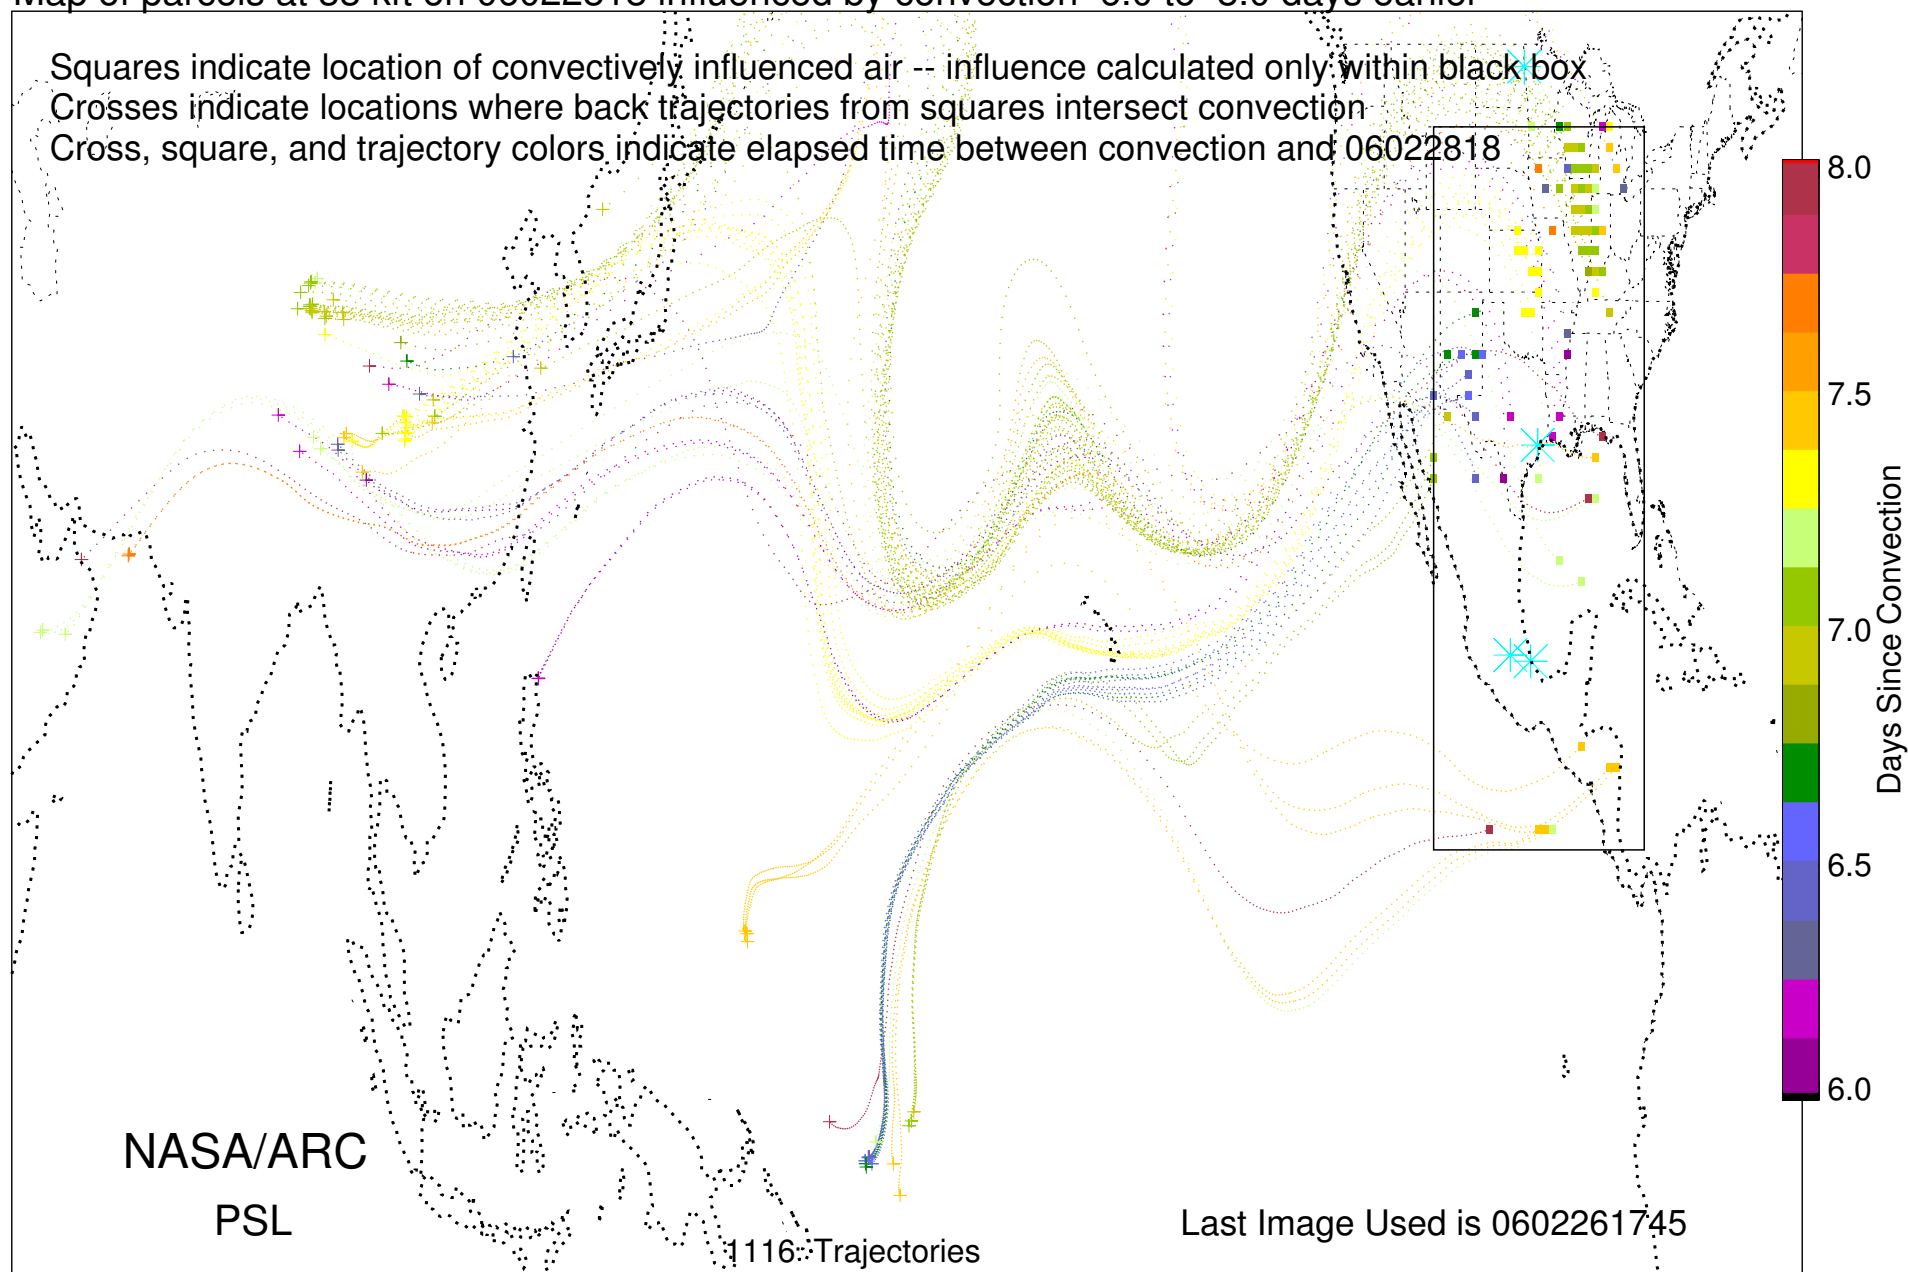 Squares indicate location of convectively influenced air -- influence calculated only within black box
Crosses indicate locations where back trajectories from squares intersect convection
Cross, square, and trajectory colors indicate elapsed time between convection and 06022818
8.0
7.5
7.0
6.5
6.0
Days Since Convection
NASA/ARC
PSL
1116 Trajectories
Last Image Used is 0602261745